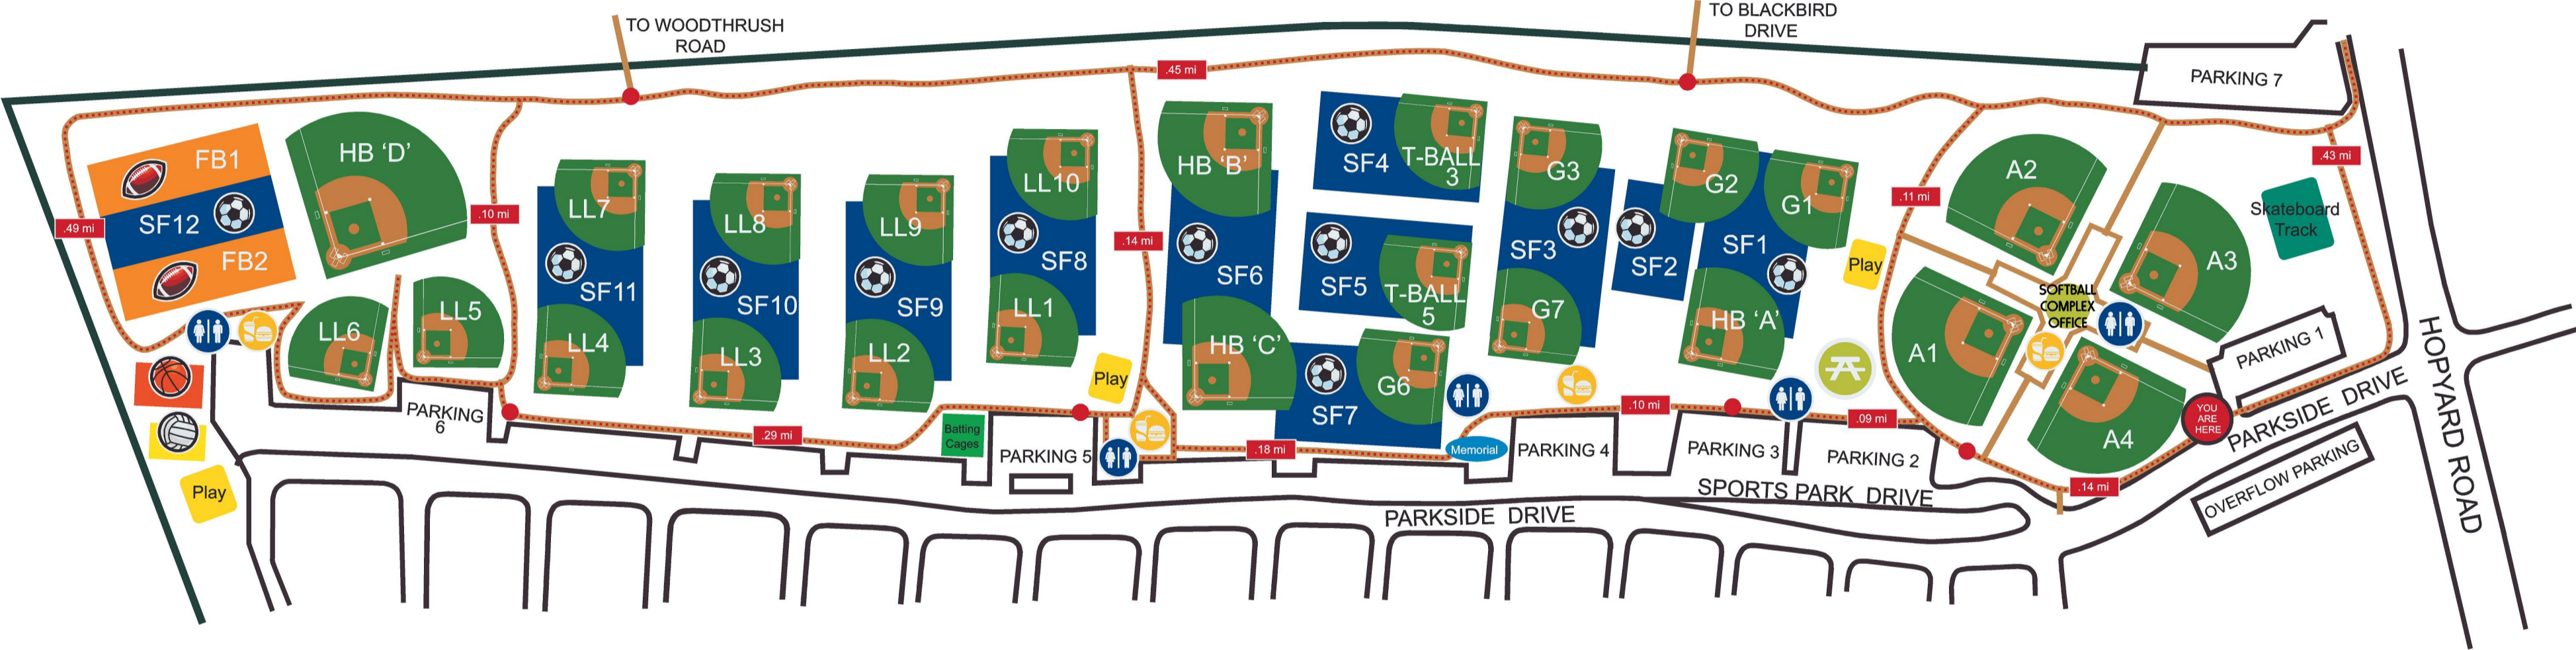 TO WOODTHRUSH
ROAD
TO BLACKBIRD
DRIVE
.45 mi
PARKING 7
FB1
SF12
FB2
HB ‘D’
.49 mi
.10 mi
LL7
SF11
LL4
LL8
SF10
LL3
LL9
SF9
LL2
LL10
SF8
LL1
.14 mi
HB ‘B’
SF6
HB ‘C’
SF4
T-BALL
3
SF5
T-BALL
5
SF7
G6
G3
SF3
G7
SF2
G2
G1
SF1
HB ‘A’
Play
.11 mi
A2
A3
A1
A4
SOFTBALL
COMPLEX
OFFICE
.43 mi
Skateboard
Track
LL6
LL5
PARKING
6
Play
.29 mi
Batting
Cages
Play
PARKING 5
.18 mi
Memorial
PARKING 4
.10 mi
PARKING 3
.09 mi
PARKING 2
.14 mi
YOU
ARE
HERE
PARKING 1
PARKSIDE DRIVE
OVERFLOW PARKING
HOPYARD ROAD
SPORTS PARK DRIVE
PARKSIDE DRIVE